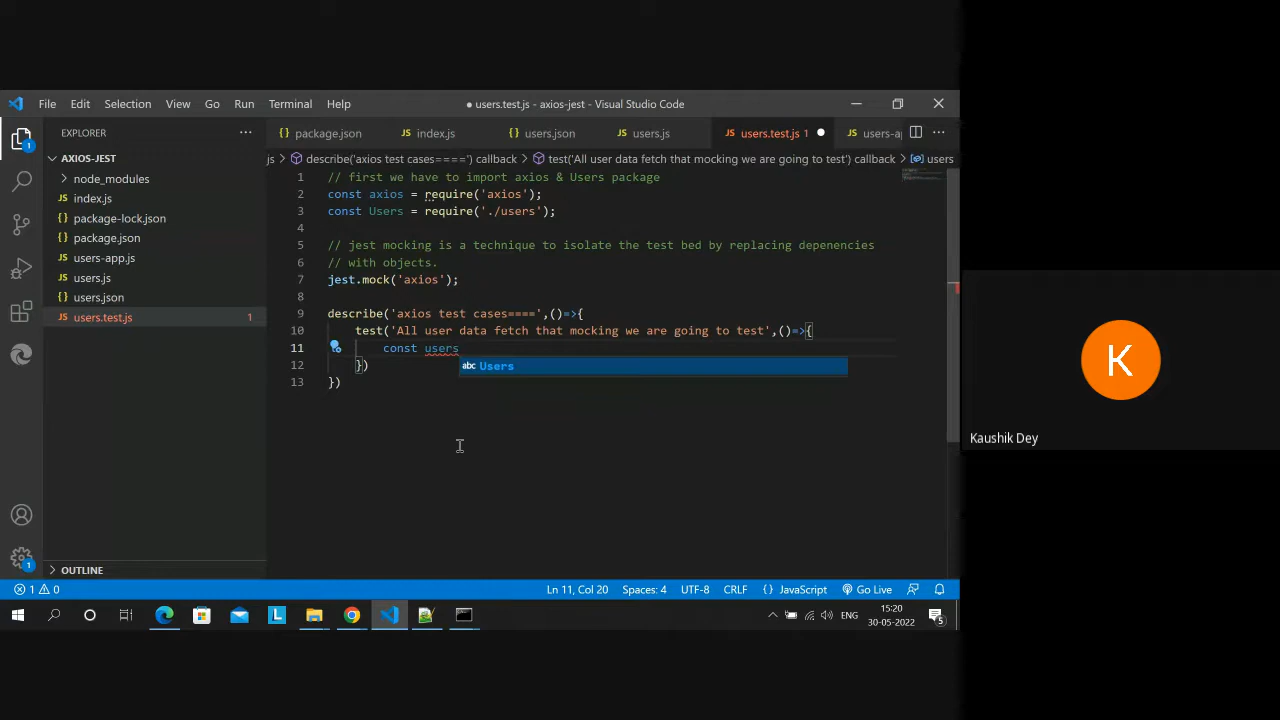 File Edit Selection View Go Run Terminal Help
● users.test.js - axios-jest - Visual Studio Code
EXPLORER
package.json index.js users.json users.js users.test.js 1 users-ap
js > describe('axios test cases====') callback > test('All user data fetch that mocking we are going to test') callback > users
AXIOS-JEST
node_modules
index.js
package-lock.json
package.json
users-app.js
users.js
users.json
users.test.js 1
1 // first we have to import axios & Users package
2 const axios = require('axios');
3 const Users = require('./users');
4
5 // jest mocking is a technique to isolate the test bed by replacing depenencies
6 // with objects.
7 jest.mock('axios');
8
9 describe('axios test cases====',()=>{
10 test('All user data fetch that mocking we are going to test',()=>{
11 const users
abc Users
12 })
13 })
K
Kaushik Dey
1
1
OUTLINE
1 0 Ln 11, Col 20 Spaces: 4 UTF-8 CRLF {} JavaScript Go Live
L ENG 15:20
30-05-2022 5